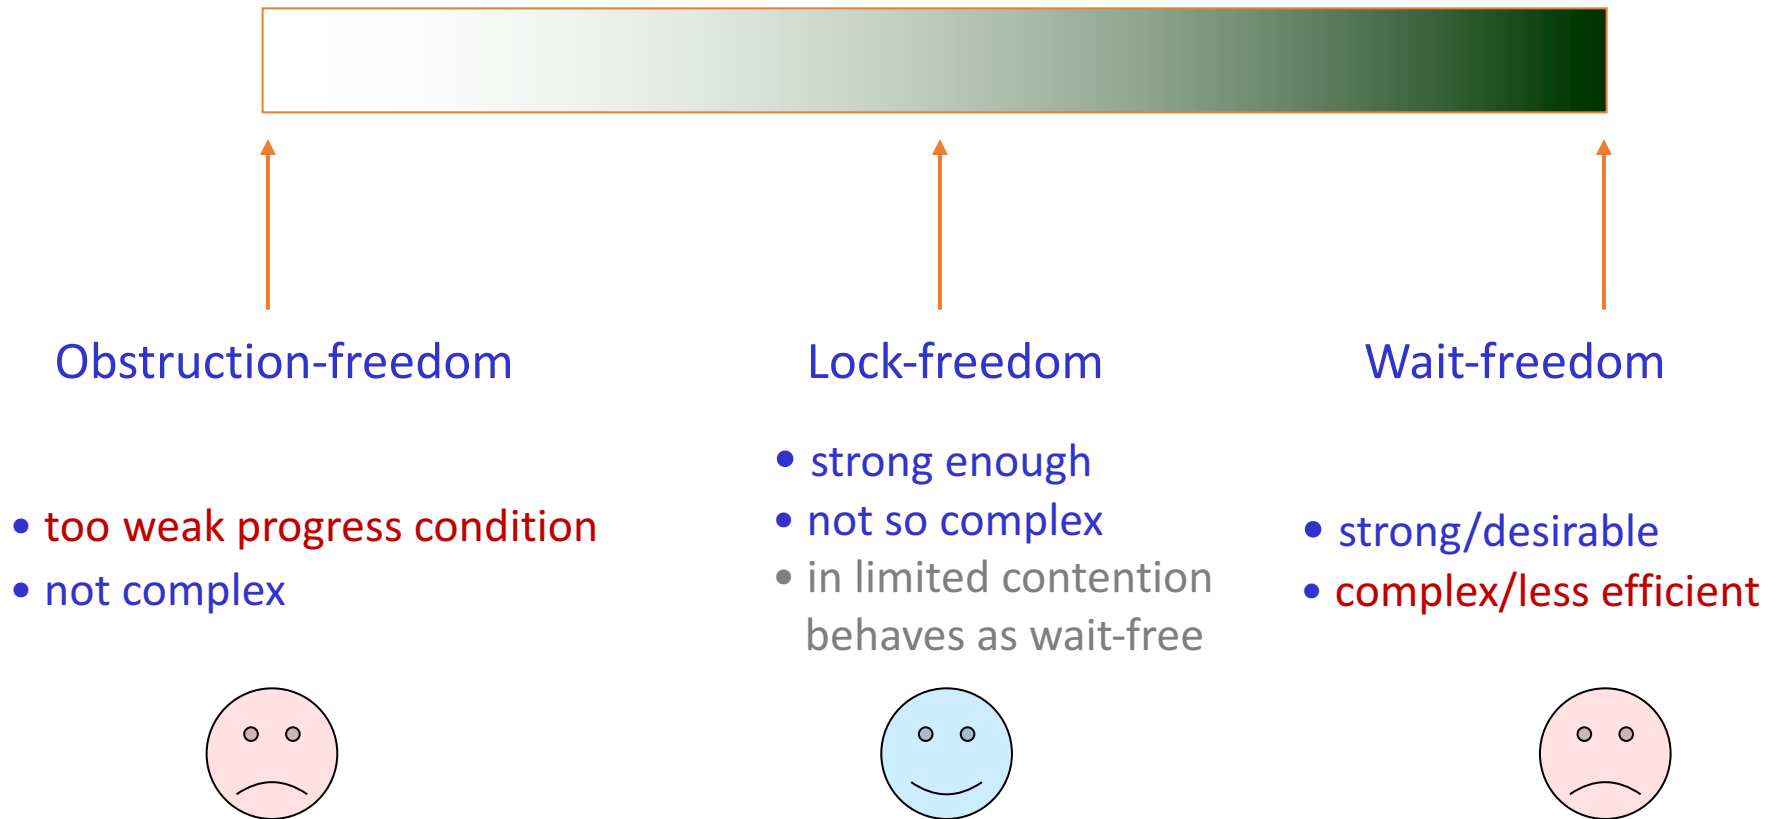 Obstruction-freedom
• too weak progress condition
• not complex
Lock-freedom
• strong enough
• not so complex
• in limited contention
behaves as wait-free
Wait-freedom
• strong/desirable
• complex/less efficient